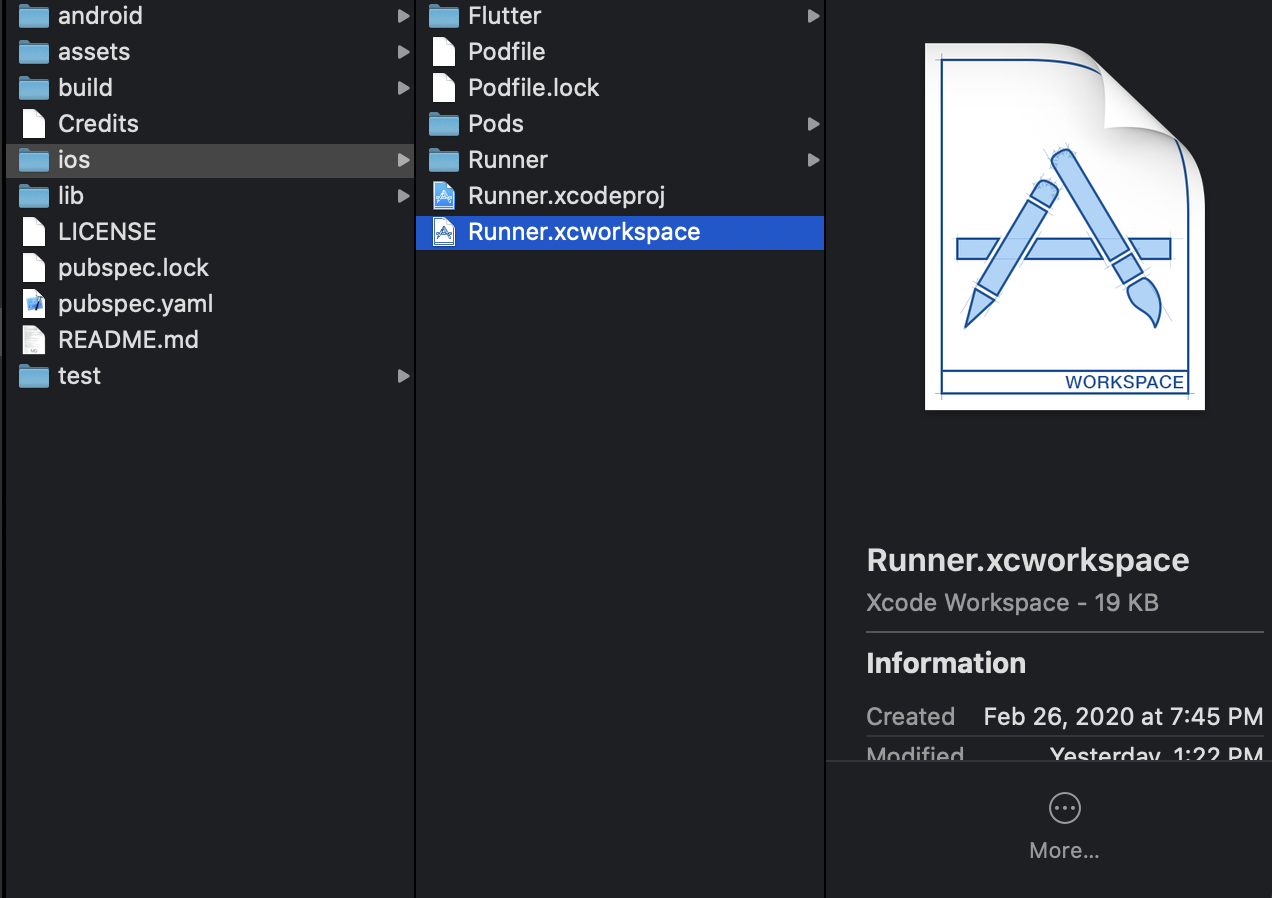 android
assets
build
Credits
ios
lib
LICENSE
pubspec.lock
pubspec.yaml
README.md
test
Flutter
Podfile
Podfile.lock
Pods
Runner
Runner.xcodeproj
Runner.xcworkspace
WORKSPACE
Runner.xcworkspace
Xcode Workspace - 19 KB
Information
Created Feb 26, 2020 at 7:45 PM
Modified Yesterday, 1:22 PM
More...